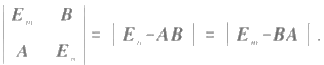 | E_m B |
| A E_n | = | E_n - AB | = | E_m - BA | .